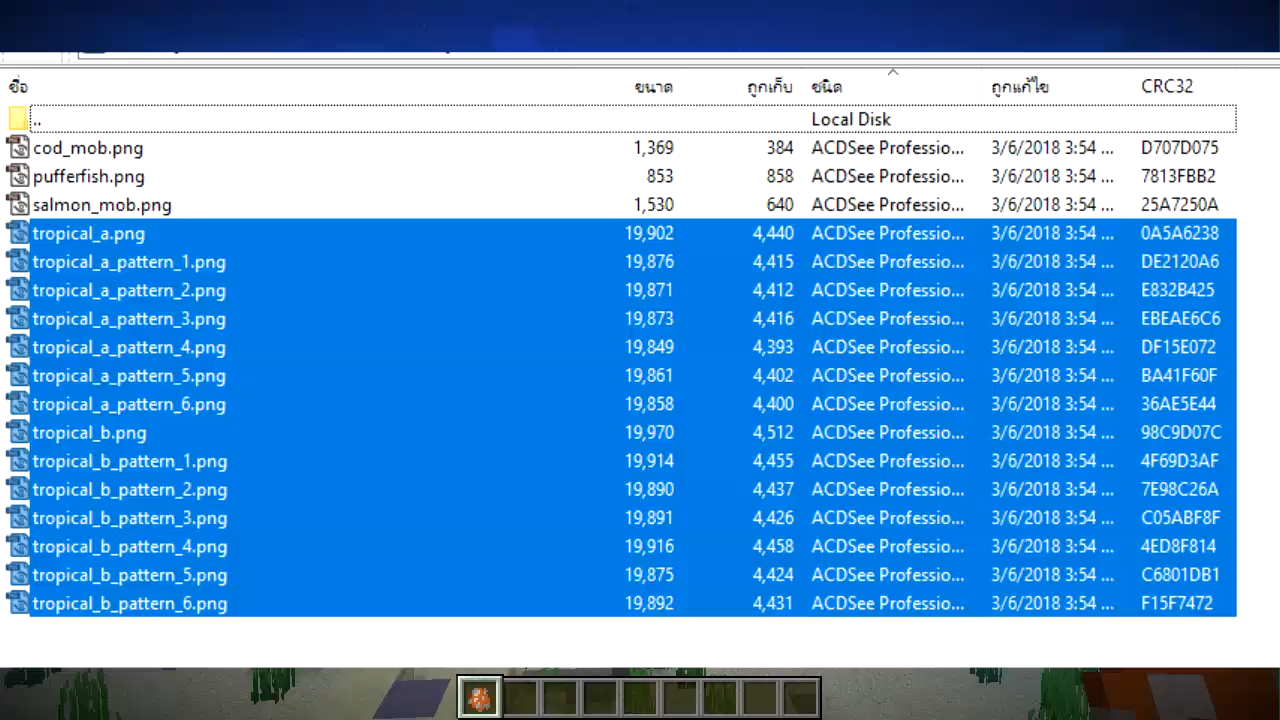 ชื่อ ขนาด ถูกเก็บ ชนิด ถูกแก้ไข CRC32
.. Local Disk
cod_mob.png 1,369 384 ACDSee Professio... 3/6/2018 3:54 ... D707D075
pufferfish.png 853 858 ACDSee Professio... 3/6/2018 3:54 ... 7813FBB2
salmon_mob.png 1,530 640 ACDSee Professio... 3/6/2018 3:54 ... 25A7250A
tropical_a.png 19,902 4,440 ACDSee Professio... 3/6/2018 3:54 ... 0A5A6238
tropical_a_pattern_1.png 19,876 4,415 ACDSee Professio... 3/6/2018 3:54 ... DE2120A6
tropical_a_pattern_2.png 19,871 4,412 ACDSee Professio... 3/6/2018 3:54 ... E832B425
tropical_a_pattern_3.png 19,873 4,416 ACDSee Professio... 3/6/2018 3:54 ... EBEAE6C6
tropical_a_pattern_4.png 19,849 4,393 ACDSee Professio... 3/6/2018 3:54 ... DF15E072
tropical_a_pattern_5.png 19,861 4,402 ACDSee Professio... 3/6/2018 3:54 ... BA41F60F
tropical_a_pattern_6.png 19,858 4,400 ACDSee Professio... 3/6/2018 3:54 ... 36AE5E44
tropical_b.png 19,970 4,512 ACDSee Professio... 3/6/2018 3:54 ... 98C9D07C
tropical_b_pattern_1.png 19,914 4,455 ACDSee Professio... 3/6/2018 3:54 ... 4F69D3AF
tropical_b_pattern_2.png 19,890 4,437 ACDSee Professio... 3/6/2018 3:54 ... 7E98C26A
tropical_b_pattern_3.png 19,891 4,426 ACDSee Professio... 3/6/2018 3:54 ... C05ABF8F
tropical_b_pattern_4.png 19,916 4,458 ACDSee Professio... 3/6/2018 3:54 ... 4ED8F814
tropical_b_pattern_5.png 19,875 4,424 ACDSee Professio... 3/6/2018 3:54 ... C6801DB1
tropical_b_pattern_6.png 19,892 4,431 ACDSee Professio... 3/6/2018 3:54 ... F15F7472